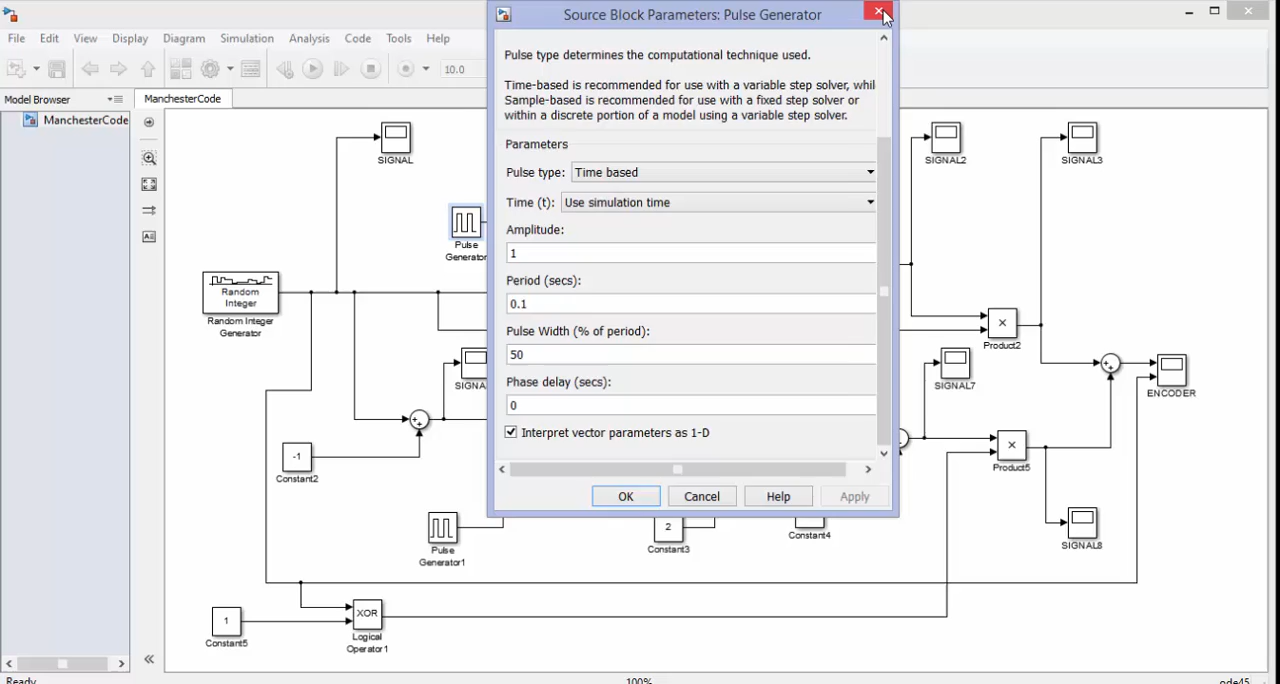 Source Block Parameters: Pulse Generator
File Edit View Display Diagram Simulation Analysis Code Tools Help
10.0
Model Browser
ManchesterCode
ManchesterCode
Pulse type determines the computational technique used.
Time-based is recommended for use with a variable step solver, while
Sample-based is recommended for use with a fixed step solver or
within a discrete portion of a model using a variable step solver.
Parameters
Pulse type: Time based
Time (t): Use simulation time
Amplitude:
1
Period (secs):
0.1
Pulse Width (% of period):
50
Phase delay (secs):
0
Interpret vector parameters as 1-D
OK Cancel Help Apply
SIGNAL
SIGNAL2
SIGNAL3
Pulse
Generator
Random
Integer
Random Integer
Generator
×
Product2
SIGNA
SIGNAL7
ENCODER
-1
Constant2
×
Product5
Pulse
Generator1
2
Constant3
Constant4
SIGNAL8
1
Constant5
XOR
Logical
Operator1
Ready
100%
ode45